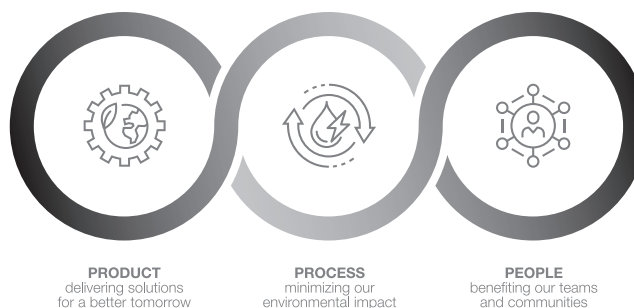 PRODUCT
delivering solutions
for a better tomorrow
PROCESS
minimizing our
environmental impact
PEOPLE
benefiting our teams
and communities